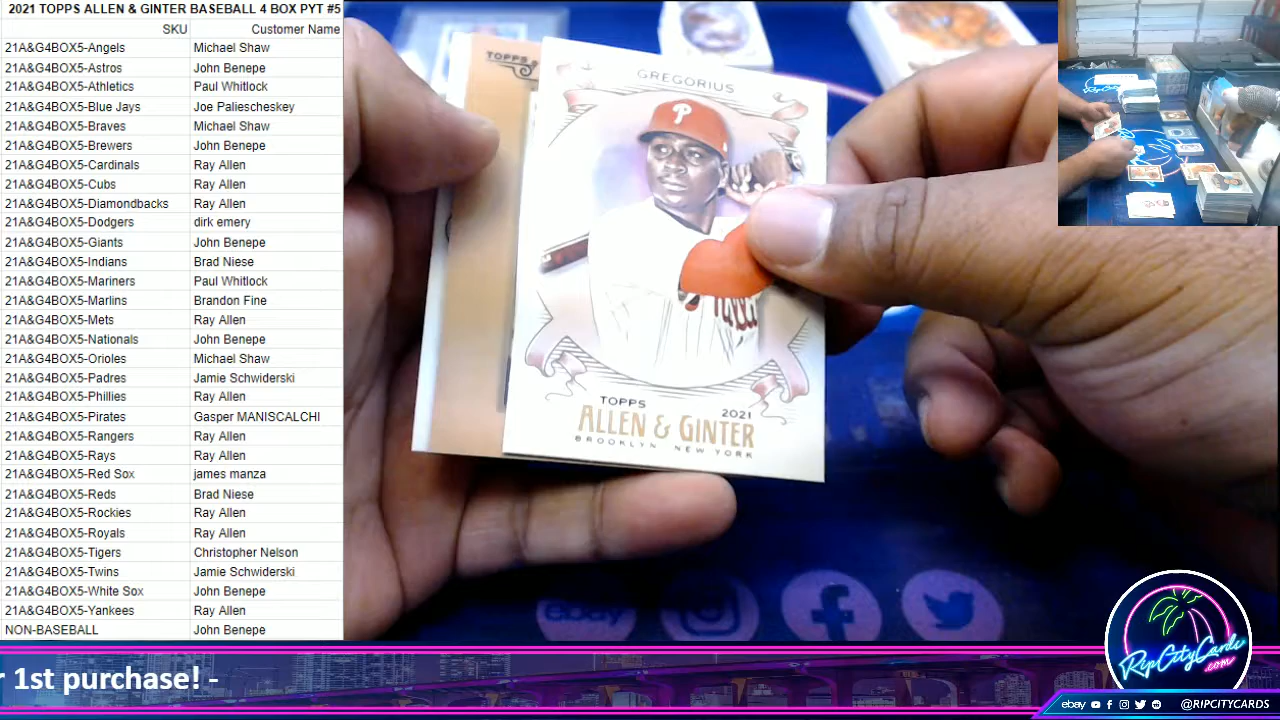 2021 TOPPS ALLEN & GINTER BASEBALL 4 BOX PYT #5
SKU Customer Name
21A&G4BOX5-Angels Michael Shaw
21A&G4BOX5-Astros John Benepe
21A&G4BOX5-Athletics Paul Whitlock
21A&G4BOX5-Blue Jays Joe Paliescheskey
21A&G4BOX5-Braves Michael Shaw
21A&G4BOX5-Brewers John Benepe
21A&G4BOX5-Cardinals Ray Allen
21A&G4BOX5-Cubs Ray Allen
21A&G4BOX5-Diamondbacks Ray Allen
21A&G4BOX5-Dodgers dirk emery
21A&G4BOX5-Giants John Benepe
21A&G4BOX5-Indians Brad Niese
21A&G4BOX5-Mariners Paul Whitlock
21A&G4BOX5-Marlins Brandon Fine
21A&G4BOX5-Mets Ray Allen
21A&G4BOX5-Nationals John Benepe
21A&G4BOX5-Orioles Michael Shaw
21A&G4BOX5-Padres Jamie Schwiderski
21A&G4BOX5-Phillies Ray Allen
21A&G4BOX5-Pirates Gasper MANISCALCHI
21A&G4BOX5-Rangers Ray Allen
21A&G4BOX5-Rays Ray Allen
21A&G4BOX5-Red Sox james manza
21A&G4BOX5-Reds Brad Niese
21A&G4BOX5-Rockies Ray Allen
21A&G4BOX5-Royals Ray Allen
21A&G4BOX5-Tigers Christopher Nelson
21A&G4BOX5-Twins Jamie Schwiderski
21A&G4BOX5-White Sox John Benepe
21A&G4BOX5-Yankees Ray Allen
NON-BASEBALL John Benepe
TOPPS
GREGORIUS
P
TOPPS 2021
ALLEN & GINTER
BROOKLYN NEW YORK
ebay
RipCityCards
.com
r 1st purchase! -
ebay @RIPCITYCARDS